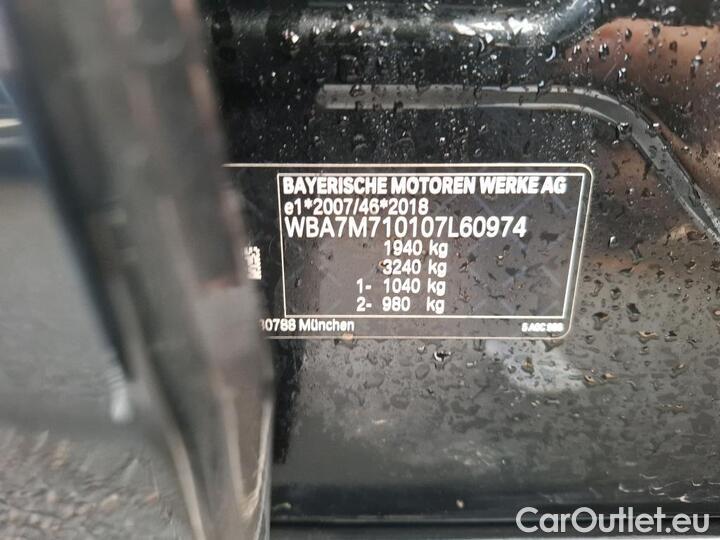 BAYERISCHE MOTOREN WERKE AG
e1*2007/46*2018
WBA7M710107L60974
1940 kg
3240 kg
1- 1040 kg
2- 980 kg
80788 München
CarOutlet.eu